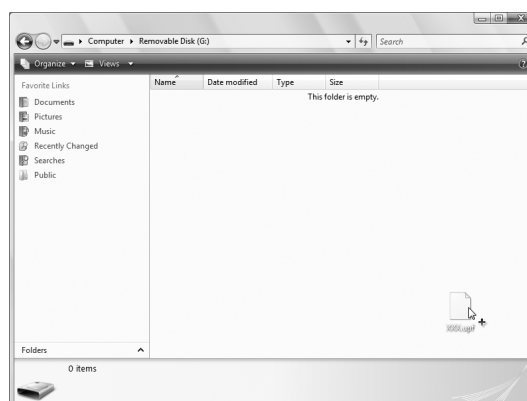 Computer ▸ Removable Disk (G:)
Search
Organize ▾ Views ▾
Favorite Links
Documents
Pictures
Music
Recently Changed
Searches
Public
Folders
Name Date modified Type Size
This folder is empty.
0 items